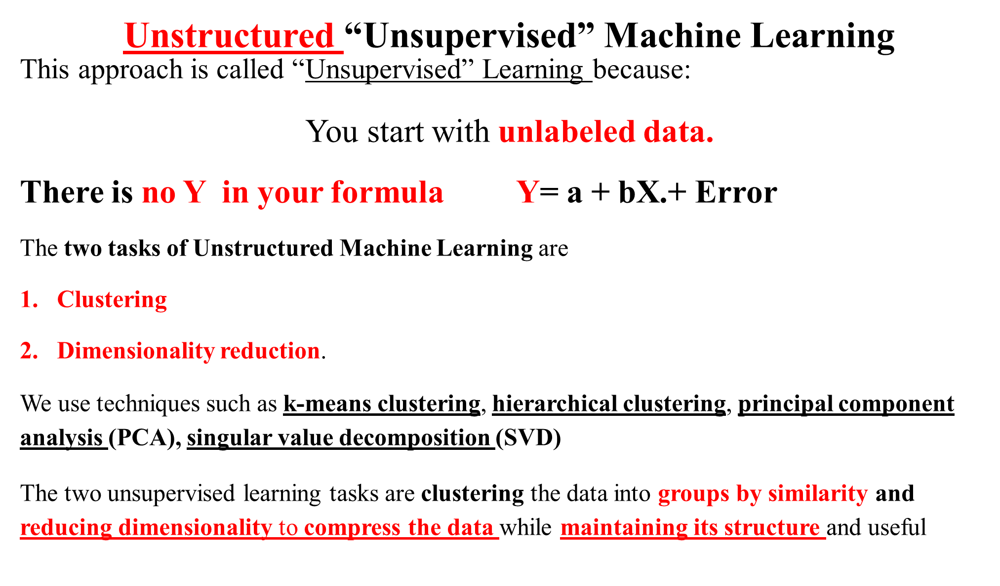 Unstructured “Unsupervised” Machine Learning
This approach is called “Unsupervised” Learning because:
You start with unlabeled data.
There is no Y in your formula Y= a + bX.+ Error
The two tasks of Unstructured Machine Learning are
1. Clustering
2. Dimensionality reduction.
We use techniques such as k-means clustering, hierarchical clustering, principal component
analysis (PCA), singular value decomposition (SVD)
The two unsupervised learning tasks are clustering the data into groups by similarity and
reducing dimensionality to compress the data while maintaining its structure and useful